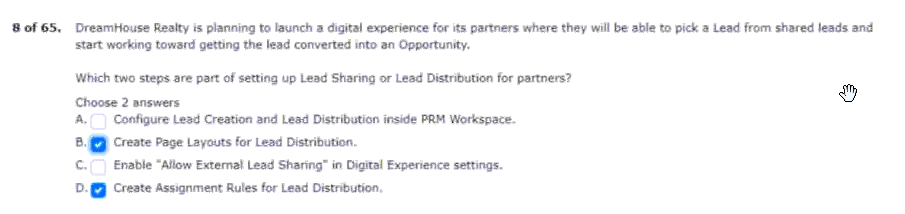 8 of 65. DreamHouse Realty is planning to launch a digital experience for its partners where they will be able to pick a Lead from shared leads and
start working toward getting the lead converted into an Opportunity.
Which two steps are part of setting up Lead Sharing or Lead Distribution for partners?
Choose 2 answers
A. Configure Lead Creation and Lead Distribution inside PRM Workspace.
B. Create Page Layouts for Lead Distribution.
C. Enable "Allow External Lead Sharing" in Digital Experience settings.
D. Create Assignment Rules for Lead Distribution.